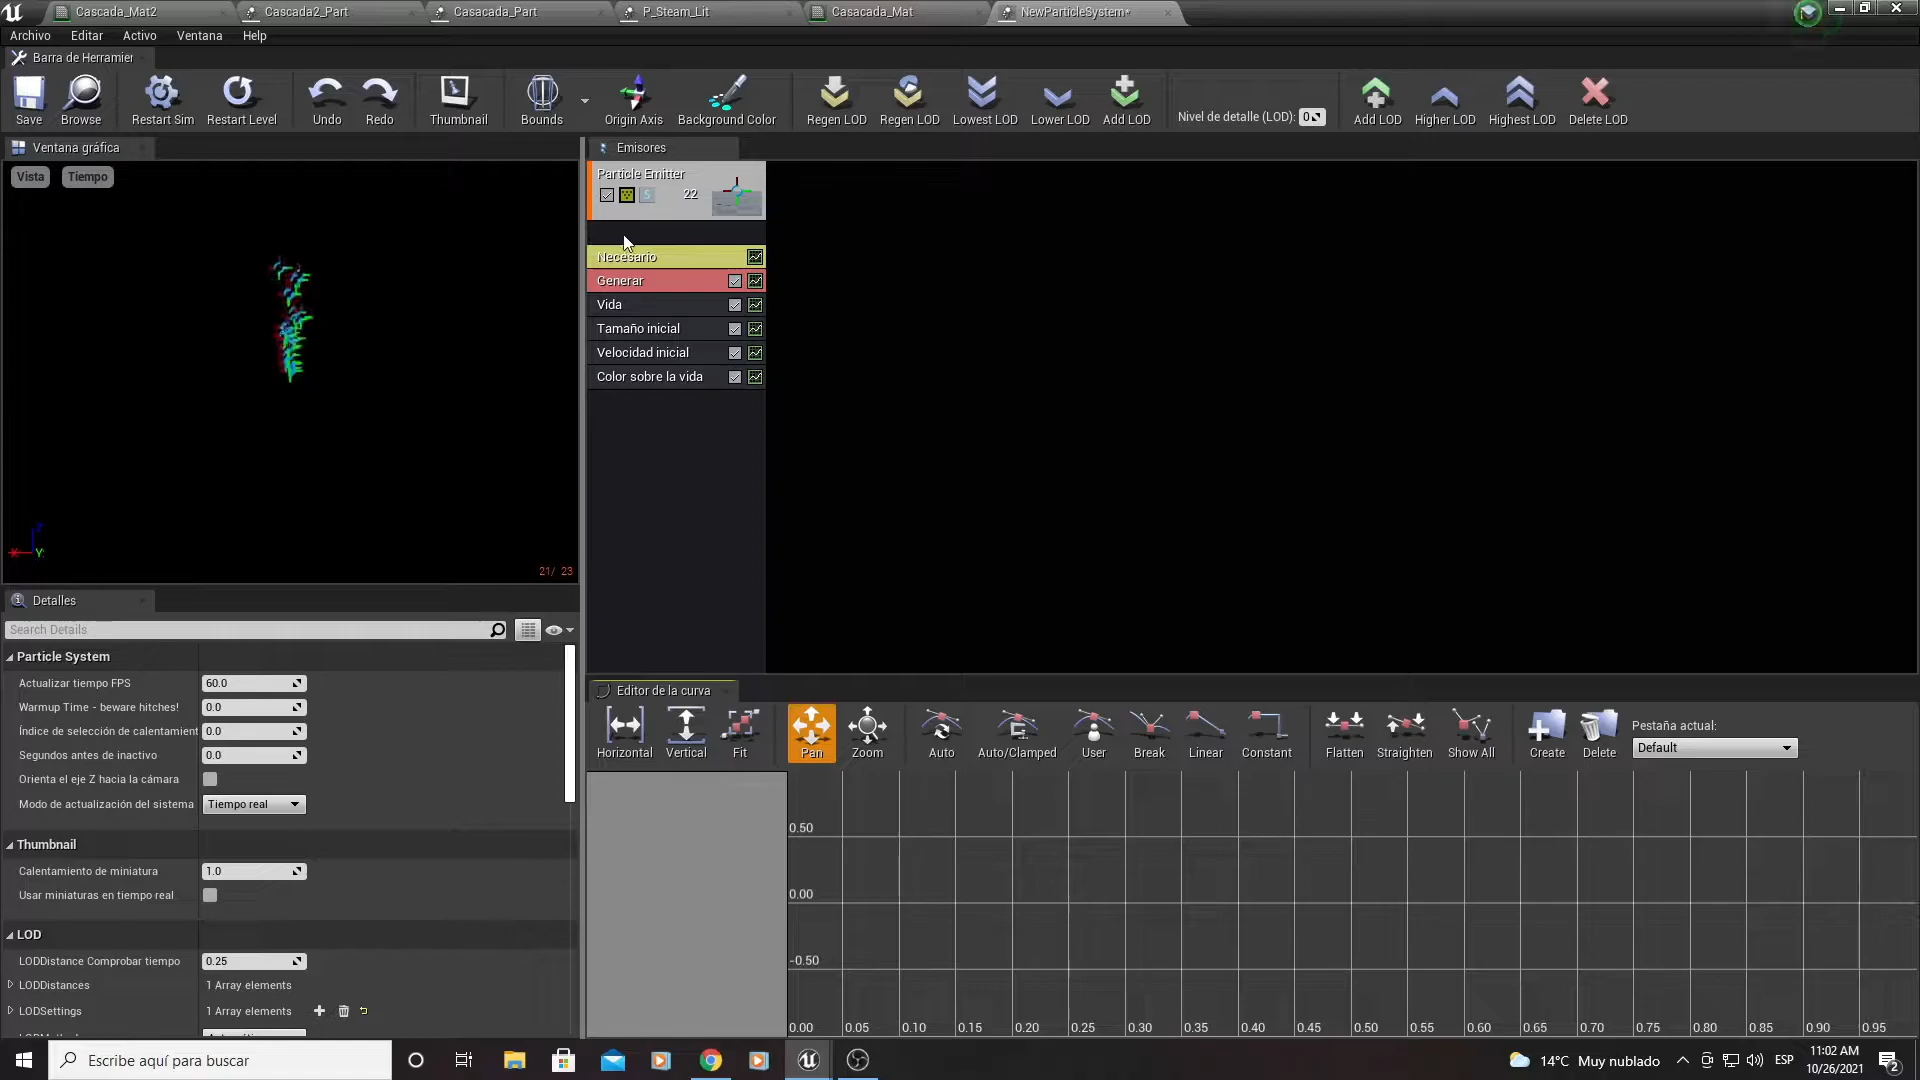 Cascada_Mat2
Cascada2_Part
Casacada_Part
P_Steam_Lit
Casacada_Mat
NewParticleSystem*
Archivo
Editar
Activo
Ventana
Help
Barra de Herramier
Save
Browse
Restart Sim
Restart Level
Undo
Redo
Thumbnail
Bounds
Origin Axis
Background Color
Regen LOD
Regen LOD
Lowest LOD
Lower LOD
Add LOD
Nivel de detalle (LOD):
0
Add LOD
Higher LOD
Highest LOD
Delete LOD
Ventana gráfica
Vista
Tiempo
21/ 23
X
Y
Z
Emisores
Particle Emitter
S
22
Necesario
Generar
Vida
Tamaño inicial
Velocidad inicial
Color sobre la vida
Detalles
Search Details
Particle System
Actualizar tiempo FPS
60.0
Warmup Time - beware hitches!
0.0
Índice de selección de calentamient
0.0
Segundos antes de inactivo
0.0
Orienta el eje Z hacia la cámara
Modo de actualización del sistema
Tiempo real
Thumbnail
Calentamiento de miniatura
1.0
Usar miniaturas en tiempo real
LOD
LODDistance Comprobar tiempo
0.25
LODDistances
1 Array elements
LODSettings
1 Array elements
Editor de la curva
Horizontal
Vertical
Fit
Pan
Zoom
Auto
Auto/Clamped
User
Break
Linear
Constant
Flatten
Straighten
Show All
Create
Delete
Pestaña actual:
Default
0.50
0.00
-0.50
0.00
0.05
0.10
0.15
0.20
0.25
0.30
0.35
0.40
0.45
0.50
0.55
0.60
0.65
0.70
0.75
0.80
0.85
0.90
0.95
Escribe aquí para buscar
14°C Muy nublado
ESP
11:02 AM
10/26/2021
2